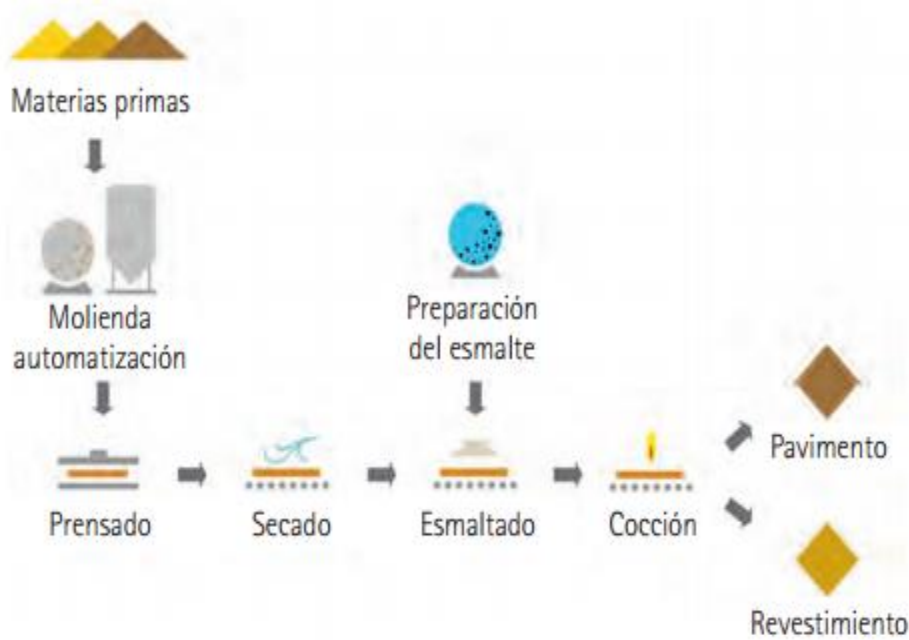 Materias primas
Molienda
automatización
Preparación
del esmalte
Prensado
Secado
Esmaltado
Cocción
Pavimento
Revestimiento